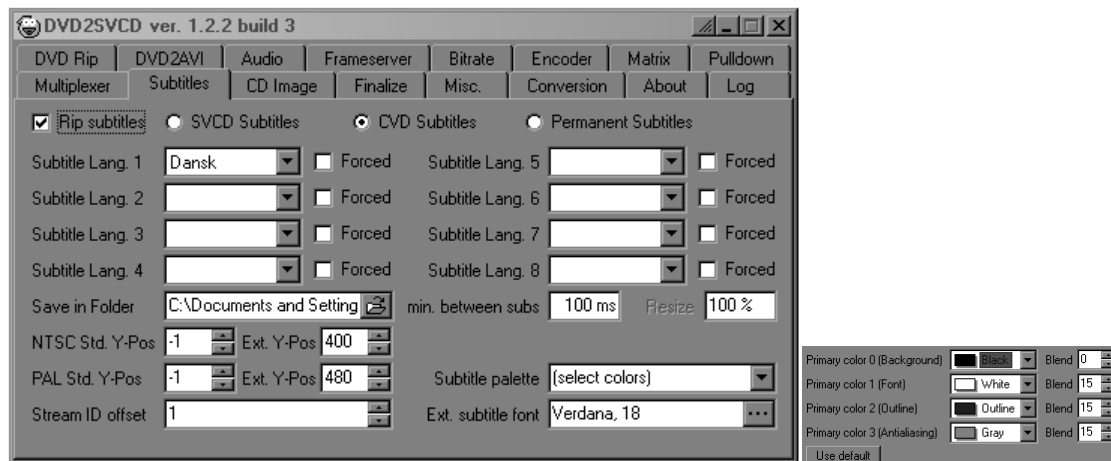 DVD2SVCD ver. 1.2.2 build 3
DVD Rip DVD2AVI Audio Frameserver Bitrate Encoder Matrix Pulldown
Multiplexer Subtitles CD Image Finalize Misc. Conversion About Log
Rip subtitles SVCD Subtitles CVD Subtitles Permanent Subtitles
Subtitle Lang. 1 Dansk Forced Subtitle Lang. 5 Forced
Subtitle Lang. 2 Forced Subtitle Lang. 6 Forced
Subtitle Lang. 3 Forced Subtitle Lang. 7 Forced
Subtitle Lang. 4 Forced Subtitle Lang. 8 Forced
Save in Folder C:\Documents and Setting min. between subs 100 ms Resize 100 %
NTSC Std. Y-Pos -1 Ext. Y-Pos 400
PAL Std. Y-Pos -1 Ext. Y-Pos 480 Subtitle palette (select colors)
Stream ID offset 1 Ext. subtitle font Verdana, 18 ...
Primary color 0 (Background) Black Blend 0
Primary color 1 (Font) White Blend 15
Primary color 2 (Outline) Outline Blend 15
Primary color 3 (Antialiasing) Gray Blend 15
Use default